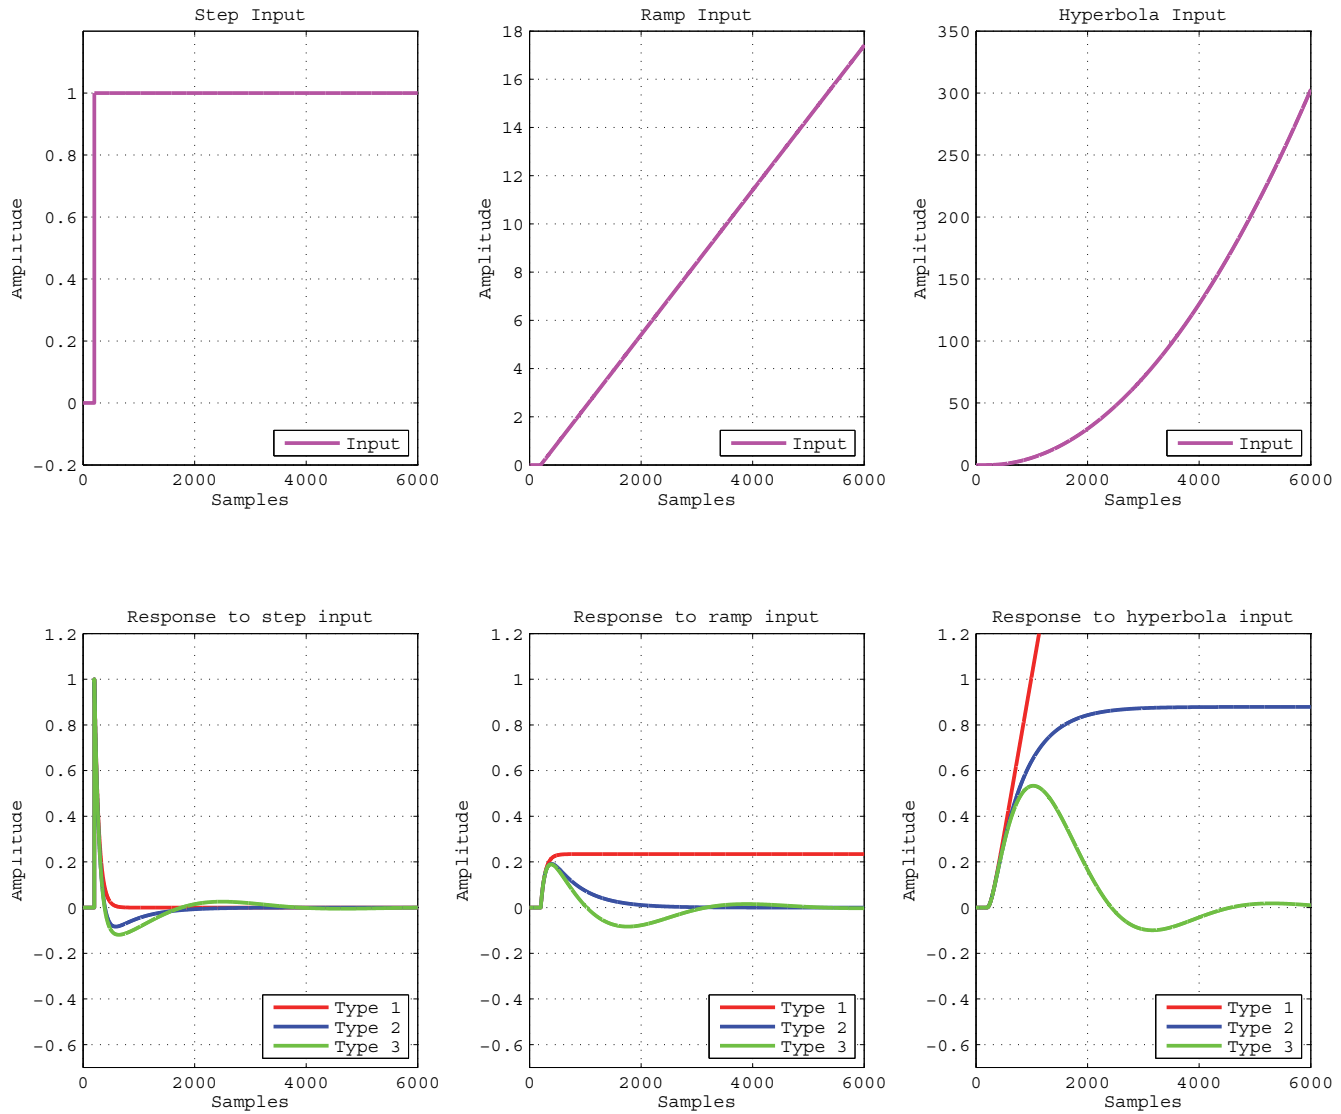 Step Input
Amplitude
1
0.8
0.6
0.4
0.2
0
-0.2
Input
0 2000 4000 6000
Samples
Ramp Input
Amplitude
18
16
14
12
10
8
6
4
2
0
Input
0 2000 4000 6000
Samples
Hyperbola Input
Amplitude
350
300
250
200
150
100
50
0
Input
0 2000 4000 6000
Samples
Response to step input
Amplitude
1.2
1
0.8
0.6
0.4
0.2
0
-0.2
-0.4
-0.6
Type 1
Type 2
Type 3
0 2000 4000 6000
Samples
Response to ramp input
Amplitude
1.2
1
0.8
0.6
0.4
0.2
0
-0.2
-0.4
-0.6
Type 1
Type 2
Type 3
0 2000 4000 6000
Samples
Response to hyperbola input
Amplitude
1.2
1
0.8
0.6
0.4
0.2
0
-0.2
-0.4
-0.6
Type 1
Type 2
Type 3
0 2000 4000 6000
Samples